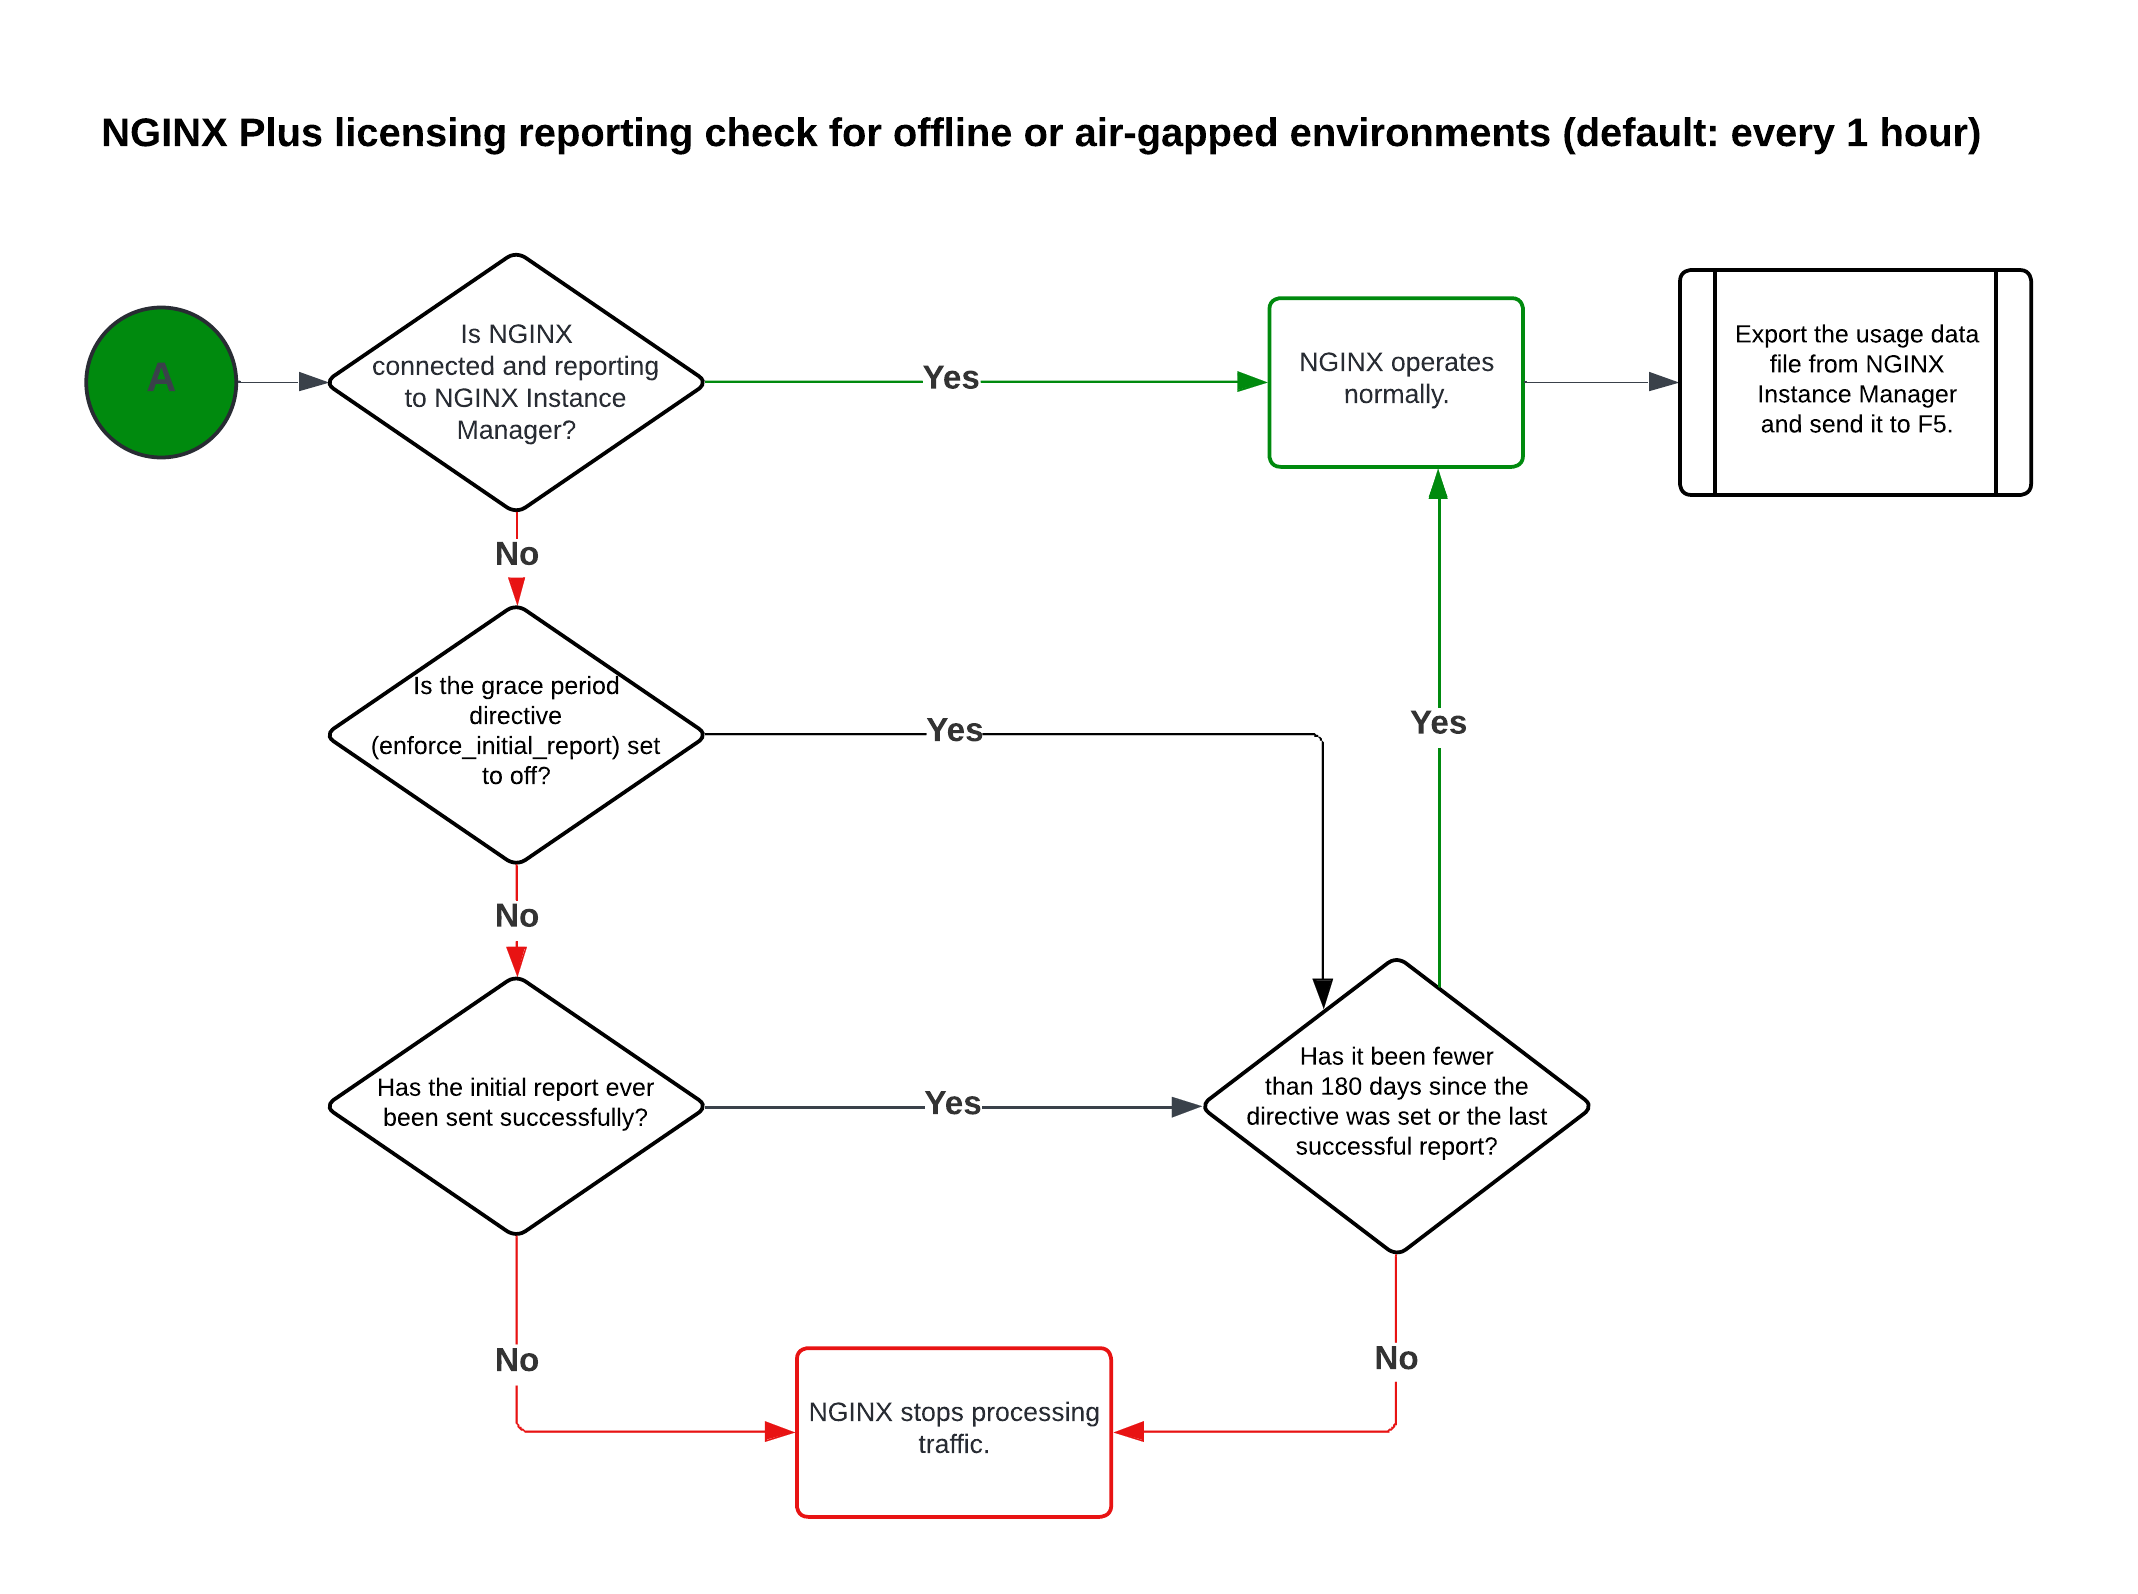 NGINX Plus licensing reporting check for offline or air-gapped environments (default: every 1 hour)
A
Is NGINX
connected and reporting
to NGINX Instance
Manager?
Yes
NGINX operates
normally.
Export the usage data
file from NGINX
Instance Manager
and send it to F5.
No
Is the grace period
directive
(enforce_initial_report) set
to off?
Yes
Yes
No
Has the initial report ever
been sent successfully?
Yes
Has it been fewer
than 180 days since the
directive was set or the last
successful report?
No
No
NGINX stops processing
traffic.